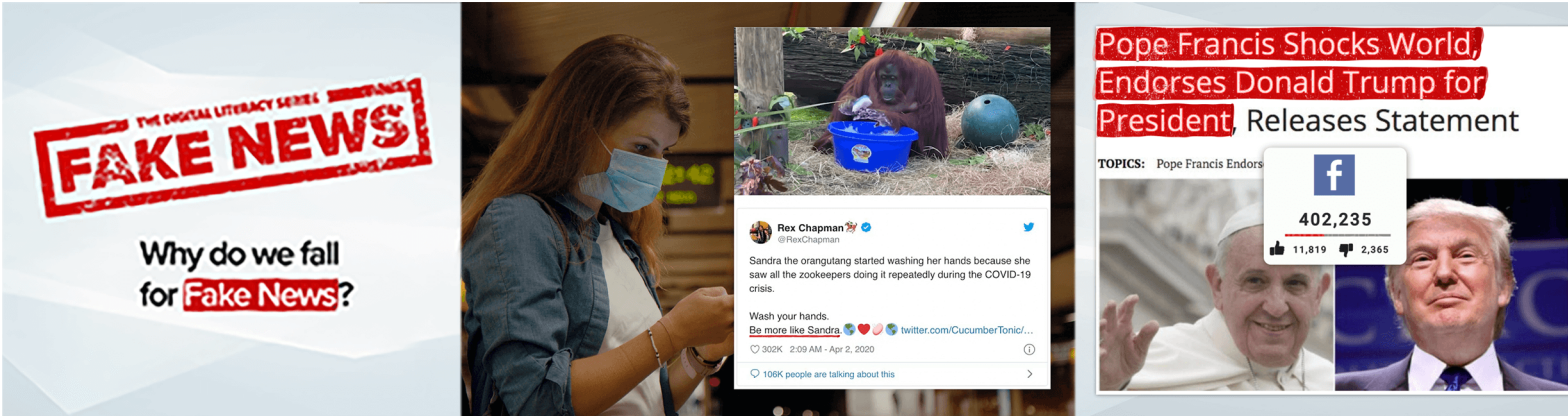 THE DIGITAL LITERACY SERIES
FAKE NEWS
Why do we fall
for Fake News?
Rex Chapman
@RexChapman
Sandra the orangutang started washing her hands because she
saw all the zookeepers doing it repeatedly during the COVID-19
crisis.
Wash your hands.
Be more like Sandra. twitter.com/CucumberTonic/...
302K 2:09 AM - Apr 2, 2020
106K people are talking about this
Pope Francis Shocks World,
Endorses Donald Trump for
President, Releases Statement
TOPICS: Pope Francis Endors
f
402,235
11,819 2,365